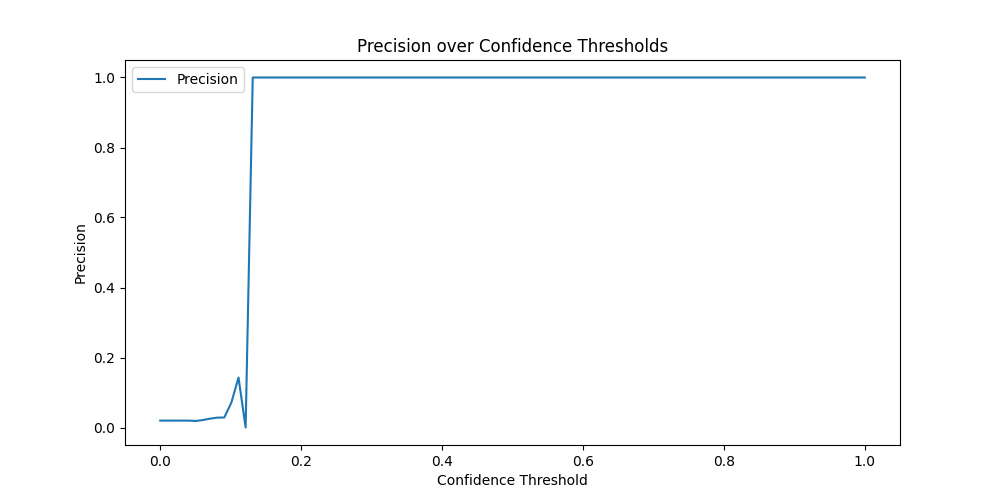 Precision over Confidence Thresholds
Precision
1.0
0.8
0.6
0.4
0.2
0.0
Precision
0.0 0.2 0.4 0.6 0.8 1.0
Confidence Threshold